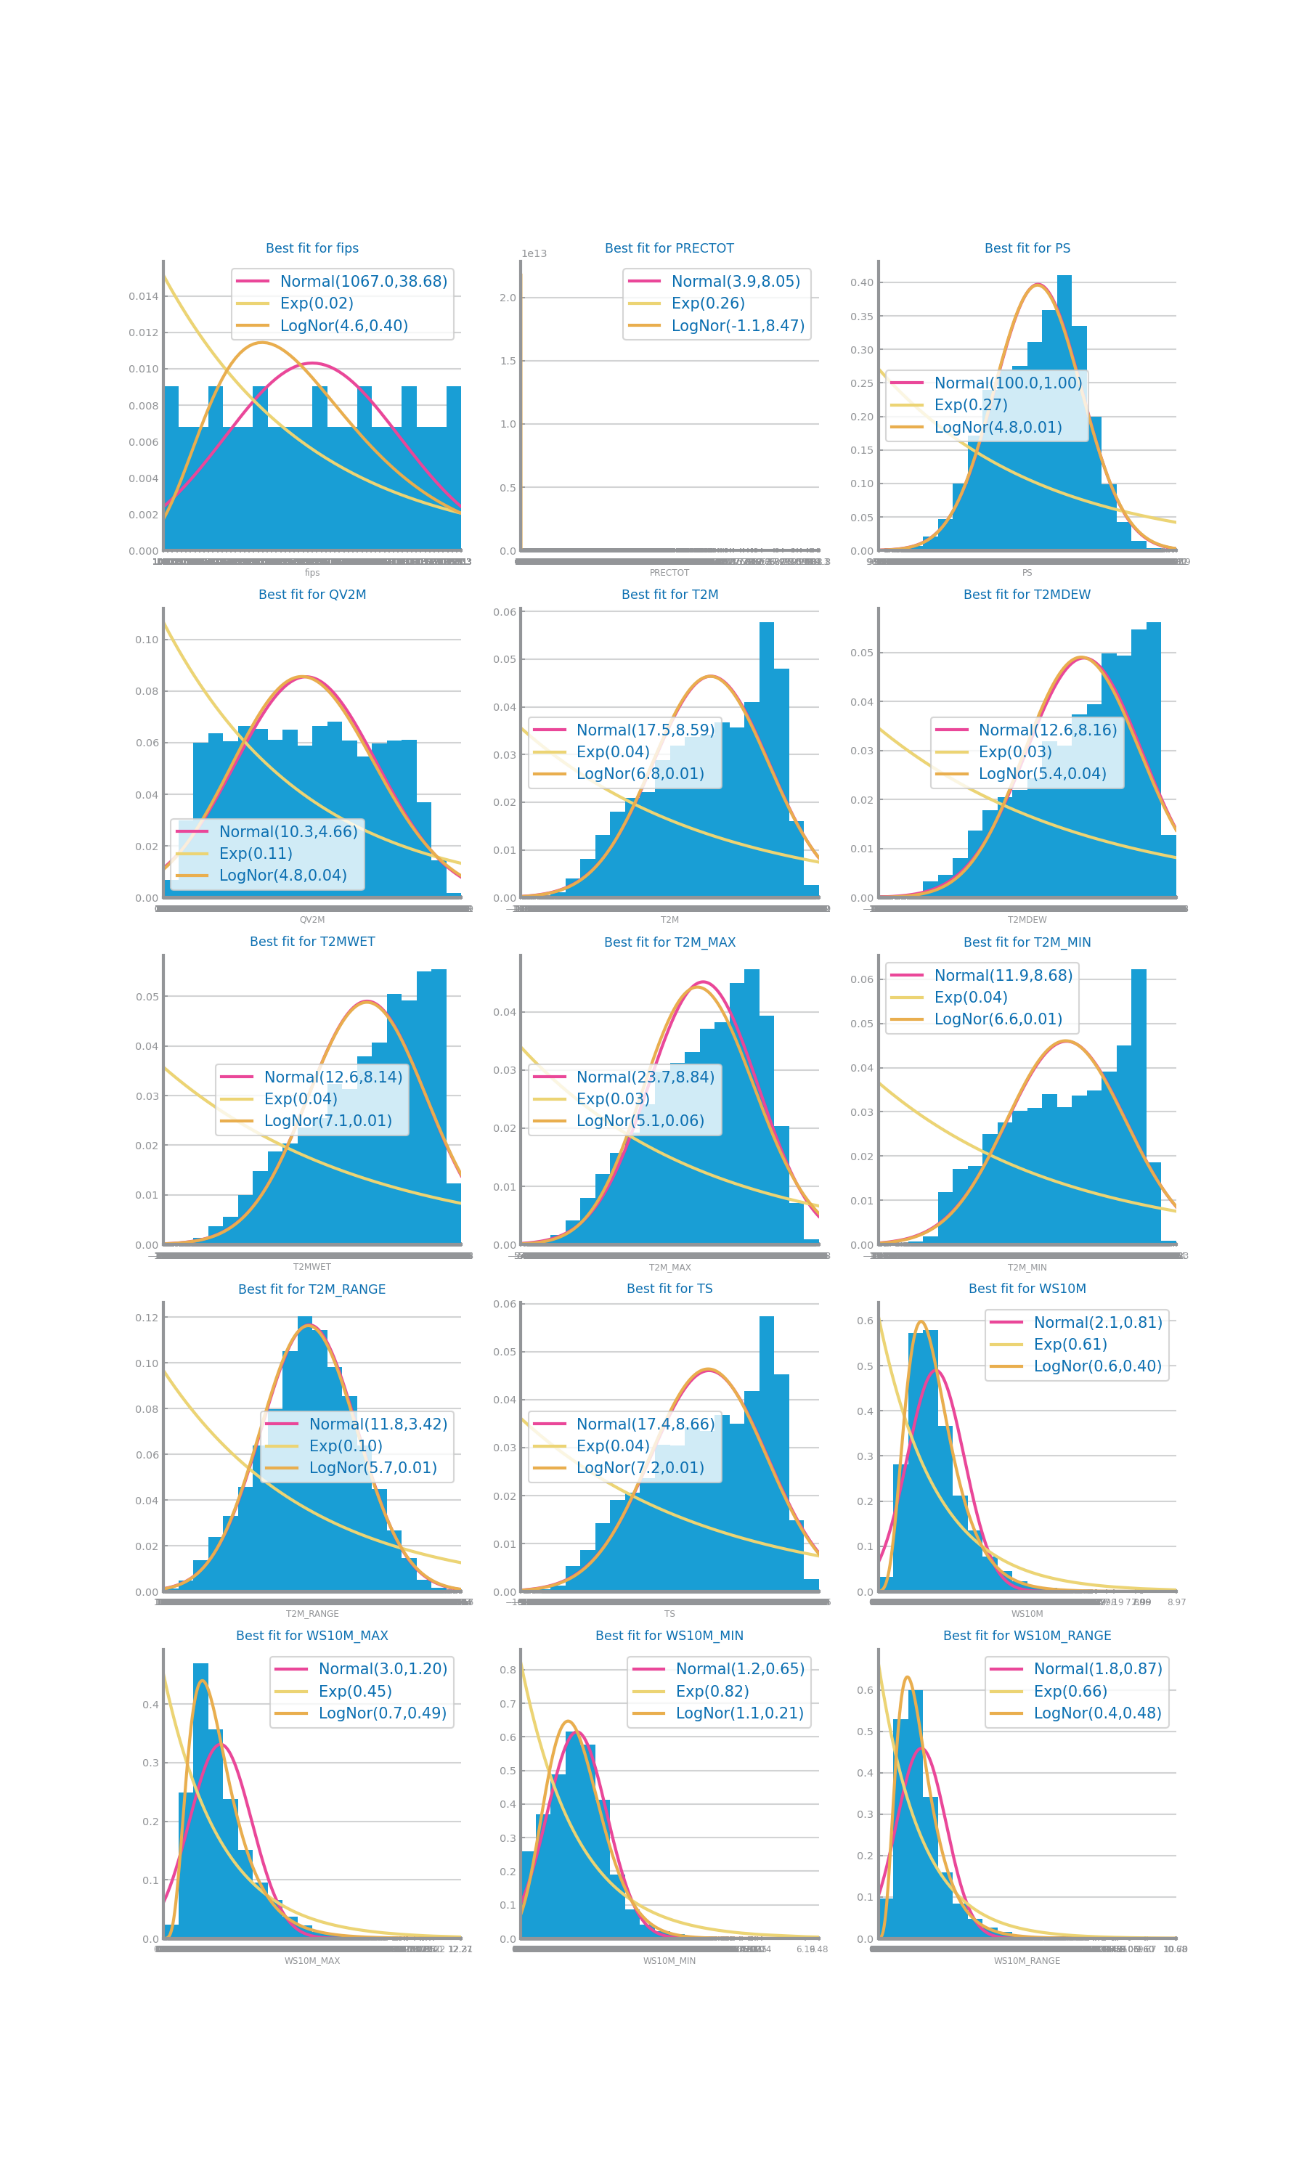 Best fit for fips
Normal(1067.0,38.68)
Exp(0.02)
LogNor(4.6,0.40)
0.014
0.012
0.010
0.008
0.006
0.004
0.002
0.000
fips
Best fit for PRECTOT
1e13
Normal(3.9,8.05)
Exp(0.26)
LogNor(-1.1,8.47)
2.0
1.5
1.0
0.5
0.0
PRECTOT
Best fit for PS
0.40
0.35
0.30
0.25
0.20
0.15
0.10
0.05
0.00
Normal(100.0,1.00)
Exp(0.27)
LogNor(4.8,0.01)
PS
Best fit for QV2M
0.10
0.08
0.06
0.04
0.02
0.00
Normal(10.3,4.66)
Exp(0.11)
LogNor(4.8,0.04)
QV2M
Best fit for T2M
0.06
0.05
0.04
0.03
0.02
0.01
0.00
Normal(17.5,8.59)
Exp(0.04)
LogNor(6.8,0.01)
T2M
Best fit for T2MDEW
0.05
0.04
0.03
0.02
0.01
0.00
Normal(12.6,8.16)
Exp(0.03)
LogNor(5.4,0.04)
T2MDEW
Best fit for T2MWET
0.05
0.04
0.03
0.02
0.01
0.00
Normal(12.6,8.14)
Exp(0.04)
LogNor(7.1,0.01)
T2MWET
Best fit for T2M_MAX
0.04
0.03
0.02
0.01
0.00
Normal(23.7,8.84)
Exp(0.03)
LogNor(5.1,0.06)
T2M_MAX
Best fit for T2M_MIN
Normal(11.9,8.68)
Exp(0.04)
LogNor(6.6,0.01)
0.06
0.05
0.04
0.03
0.02
0.01
0.00
T2M_MIN
Best fit for T2M_RANGE
0.12
0.10
0.08
0.06
0.04
0.02
0.00
Normal(11.8,3.42)
Exp(0.10)
LogNor(5.7,0.01)
T2M_RANGE
Best fit for TS
0.06
0.05
0.04
0.03
0.02
0.01
0.00
Normal(17.4,8.66)
Exp(0.04)
LogNor(7.2,0.01)
TS
Best fit for WS10M
Normal(2.1,0.81)
Exp(0.61)
LogNor(0.6,0.40)
0.6
0.5
0.4
0.3
0.2
0.1
0.0
8.97
WS10M
Best fit for WS10M_MAX
Normal(3.0,1.20)
Exp(0.45)
LogNor(0.7,0.49)
0.4
0.3
0.2
0.1
0.0
WS10M_MAX
Best fit for WS10M_MIN
Normal(1.2,0.65)
Exp(0.82)
LogNor(1.1,0.21)
0.8
0.7
0.6
0.5
0.4
0.3
0.2
0.1
0.0
WS10M_MIN
Best fit for WS10M_RANGE
Normal(1.8,0.87)
Exp(0.66)
LogNor(0.4,0.48)
0.6
0.5
0.4
0.3
0.2
0.1
0.0
WS10M_RANGE